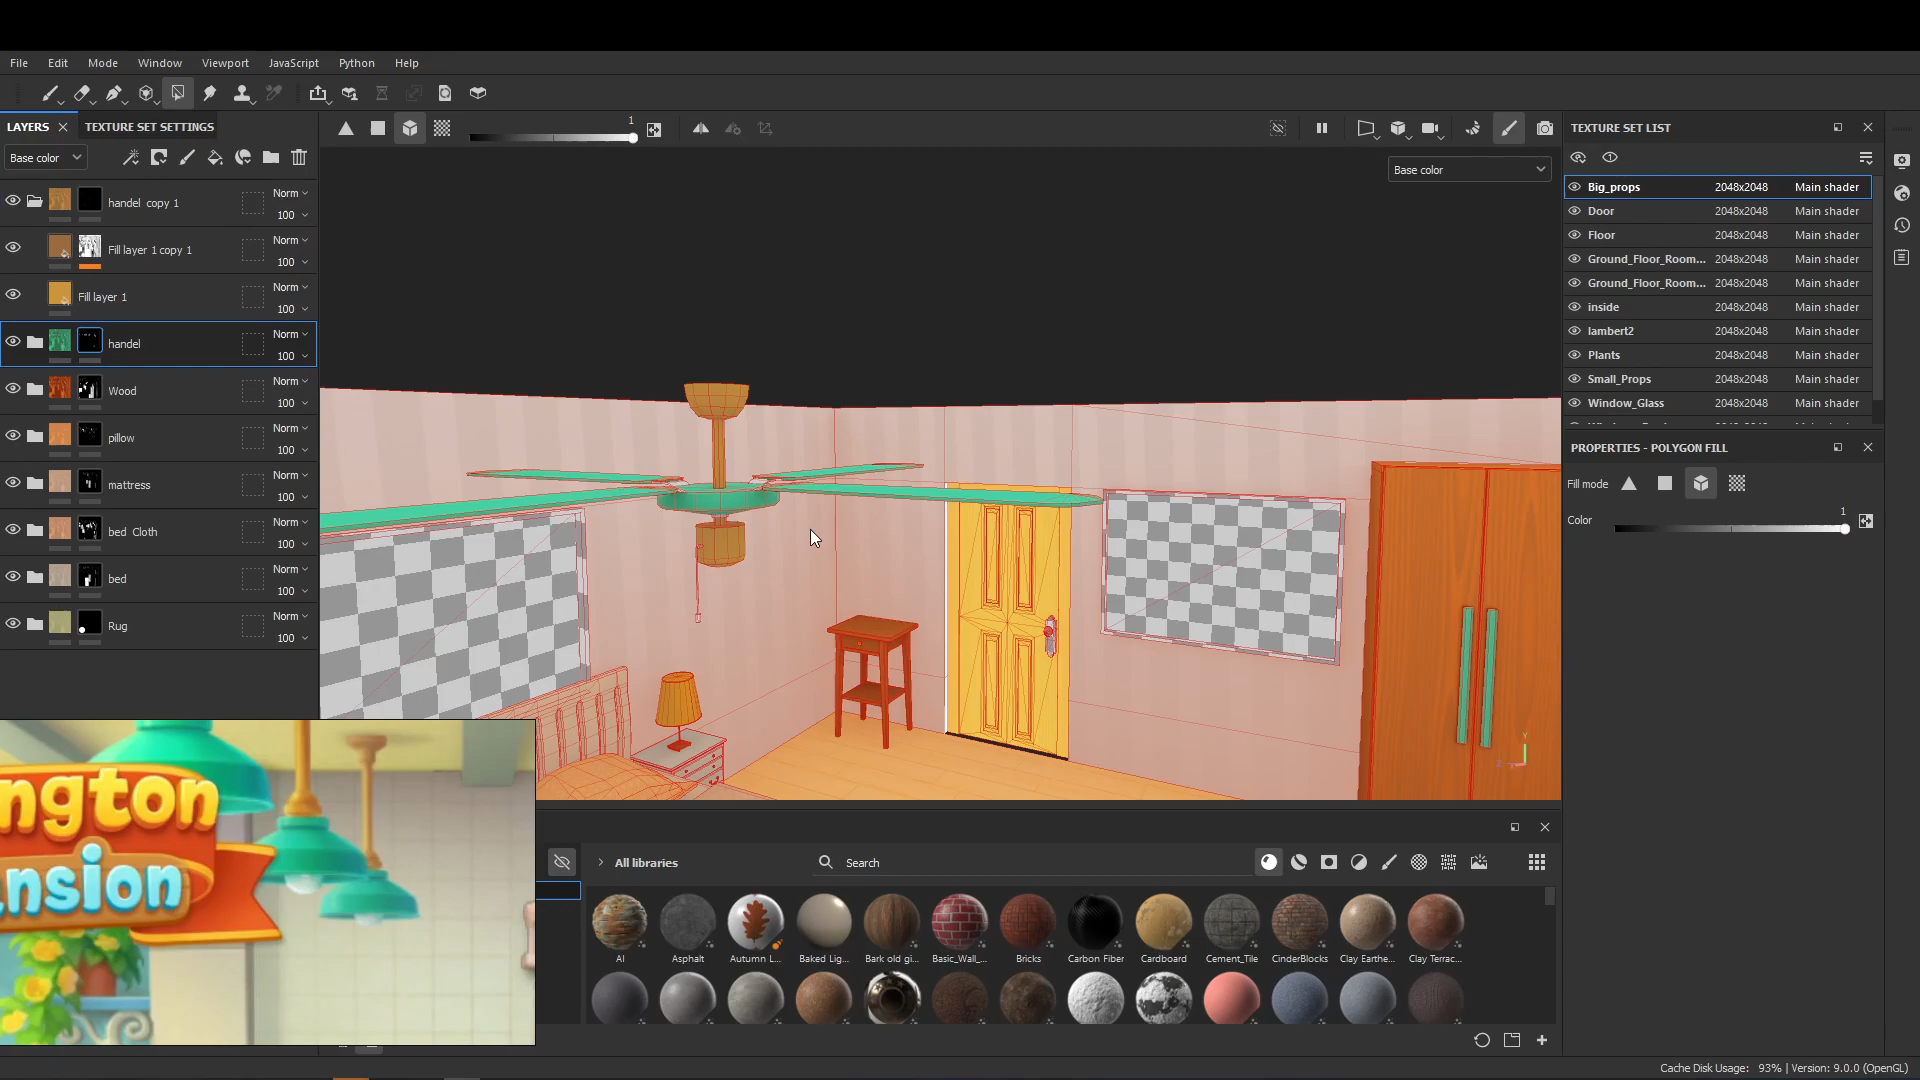 File Edit Mode Window Viewport JavaScript Python Help
LAYERS TEXTURE SET SETTINGS
Base color
handel copy 1 Norm 100
Fill layer 1 copy 1 Norm 100
Fill layer 1 Norm 100
handel Norm 100
Wood Norm 100
pillow Norm 100
mattress Norm 100
bed Cloth Norm 100
bed Norm 100
Rug Norm 100
1
Base color
Y
Z
TEXTURE SET LIST
Big_props 2048x2048 Main shader
Door 2048x2048 Main shader
Floor 2048x2048 Main shader
Ground_Floor_Room... 2048x2048 Main shader
Ground_Floor_Room... 2048x2048 Main shader
inside 2048x2048 Main shader
lambert2 2048x2048 Main shader
Plants 2048x2048 Main shader
Small_Props 2048x2048 Main shader
Window_Glass 2048x2048 Main shader
PROPERTIES - POLYGON FILL
Fill mode
Color 1
ngton
nsion
All libraries Search
AI Asphalt Autumn L... Baked Lig... Bark old gi... Basic_Wall_... Bricks Carbon Fiber Cardboard Cement_Tile CinderBlocks Clay Earthe... Clay Terrac...
Cache Disk Usage: 93% | Version: 9.0.0 (OpenGL)